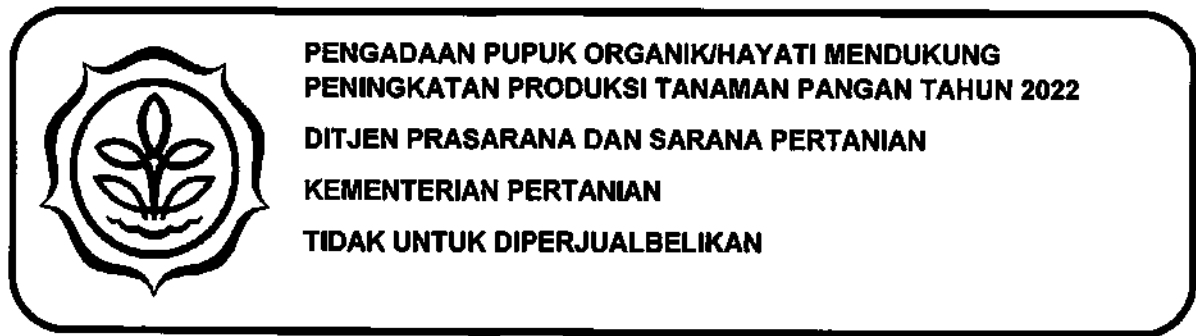 PENGADAAN PUPUK ORGANIK/HAYATI MENDUKUNG
PENINGKATAN PRODUKSI TANAMAN PANGAN TAHUN 2022
DITJEN PRASARANA DAN SARANA PERTANIAN
KEMENTERIAN PERTANIAN
TIDAK UNTUK DIPERJUALBELIKAN